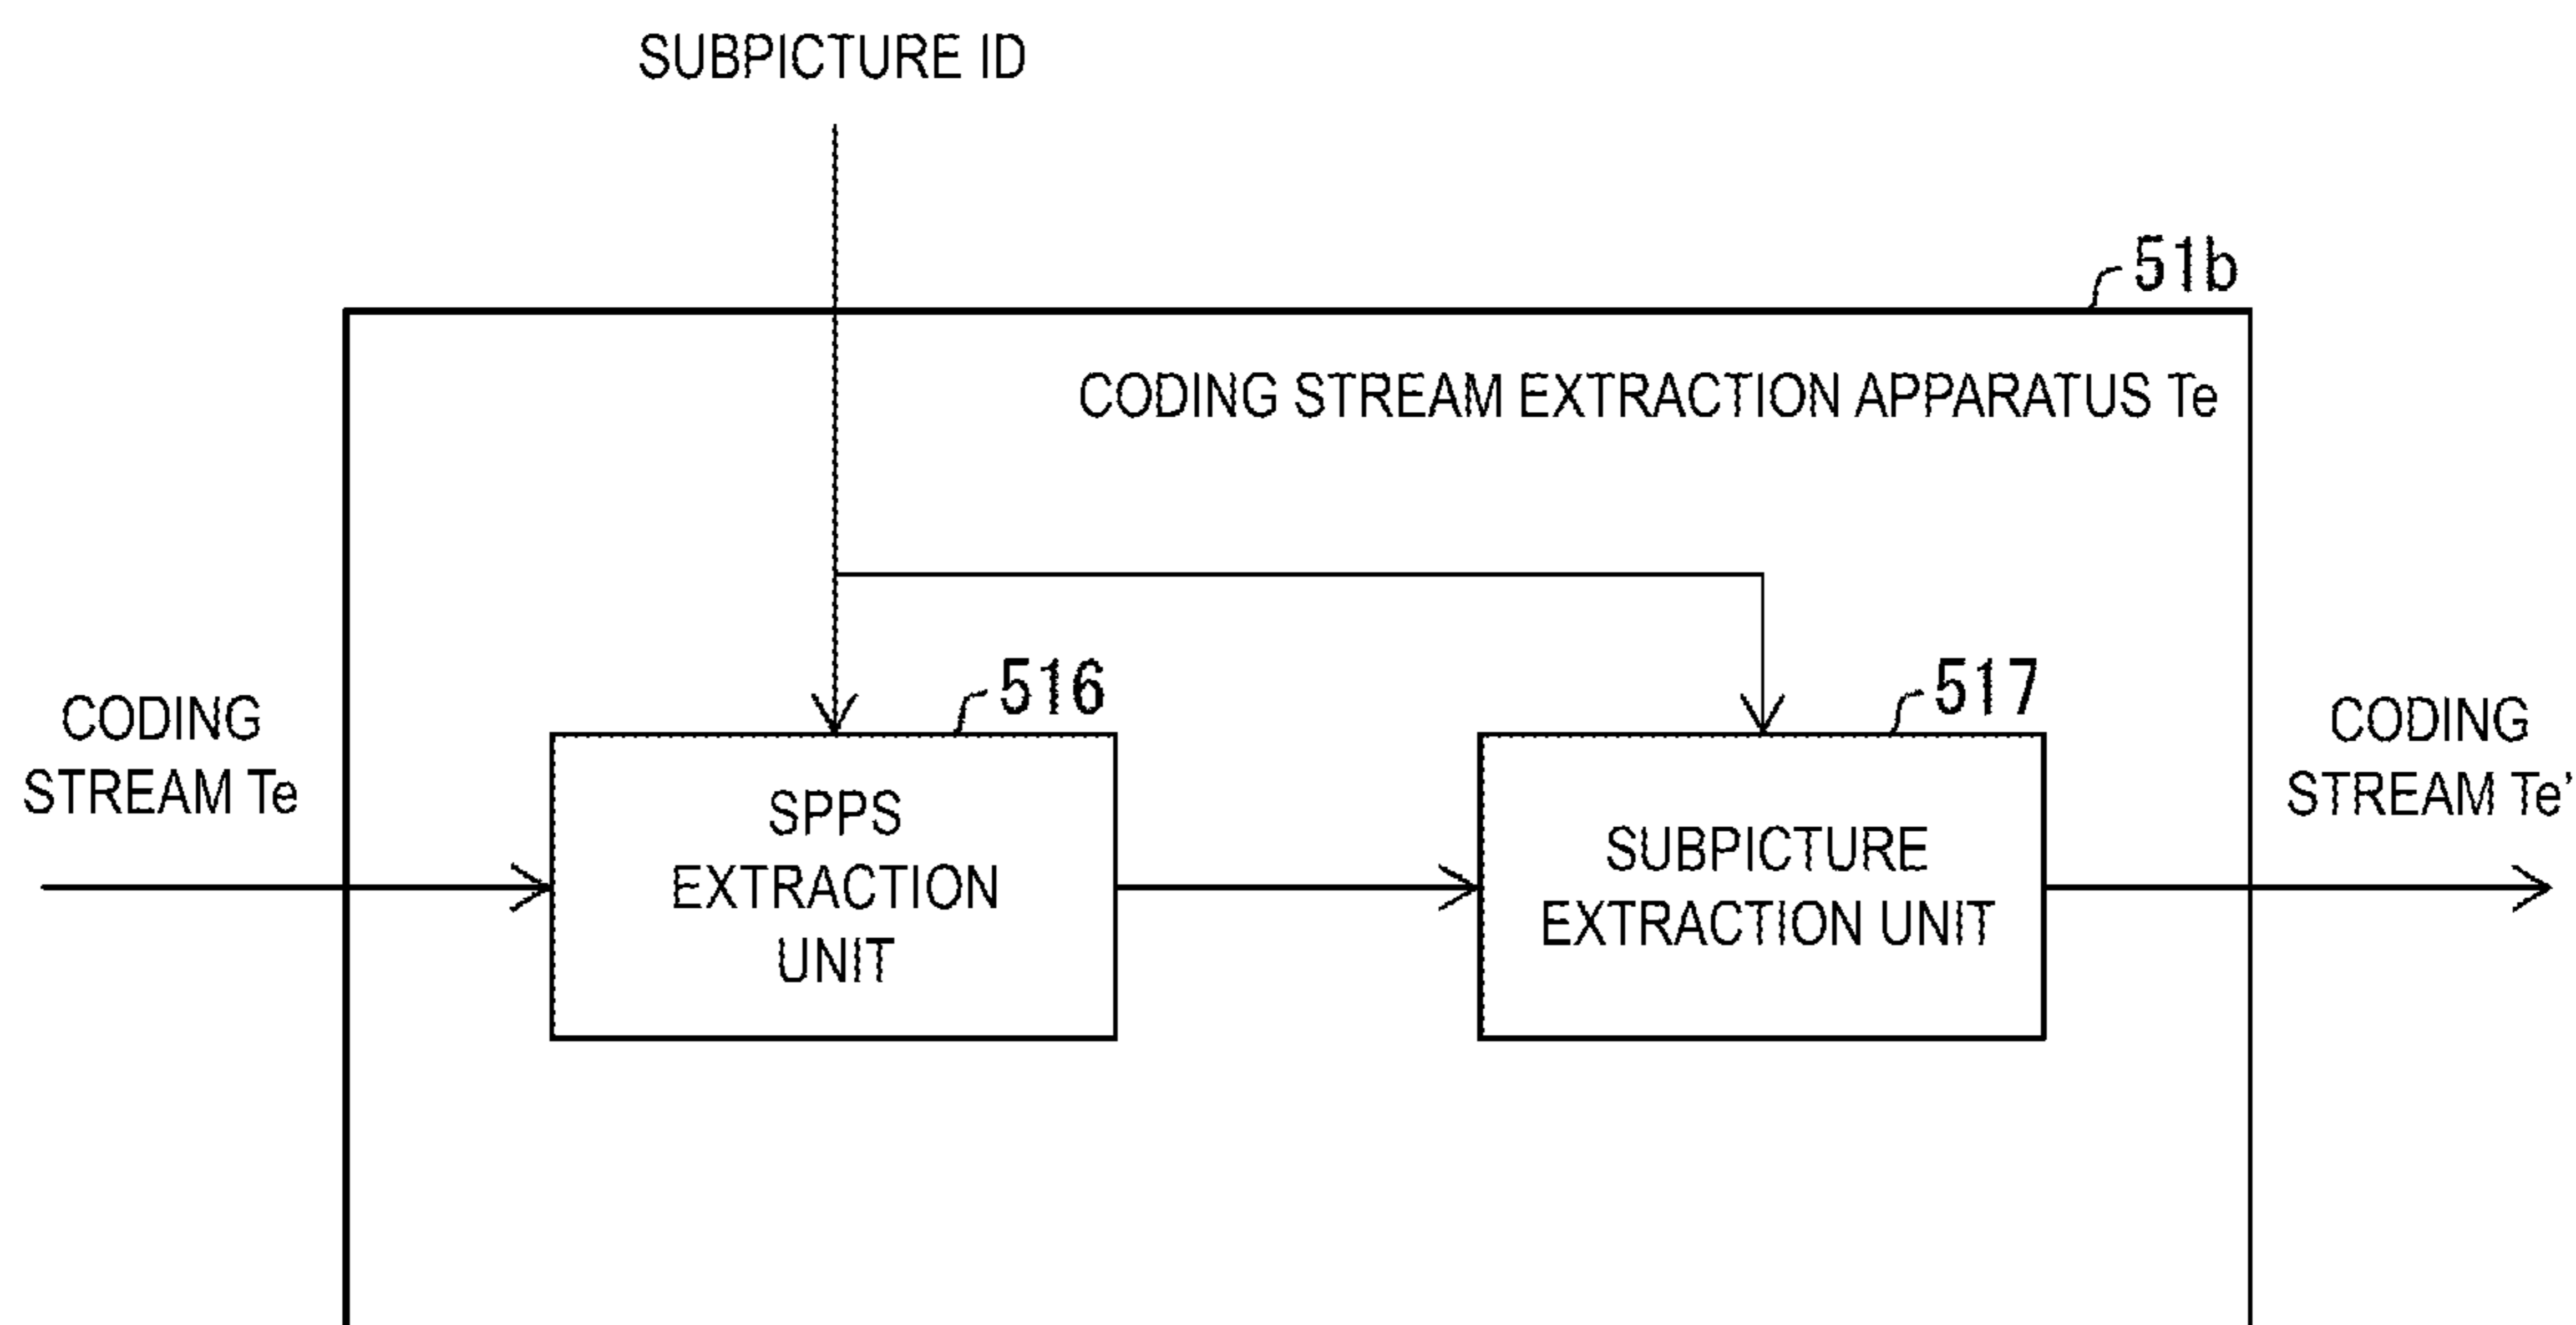 SUBPICTURE ID
51b
CODING STREAM EXTRACTION APPARATUS Te
516
517
CODING
STREAM Te
SPPS
EXTRACTION
UNIT
SUBPICTURE
EXTRACTION UNIT
CODING
STREAM Te’